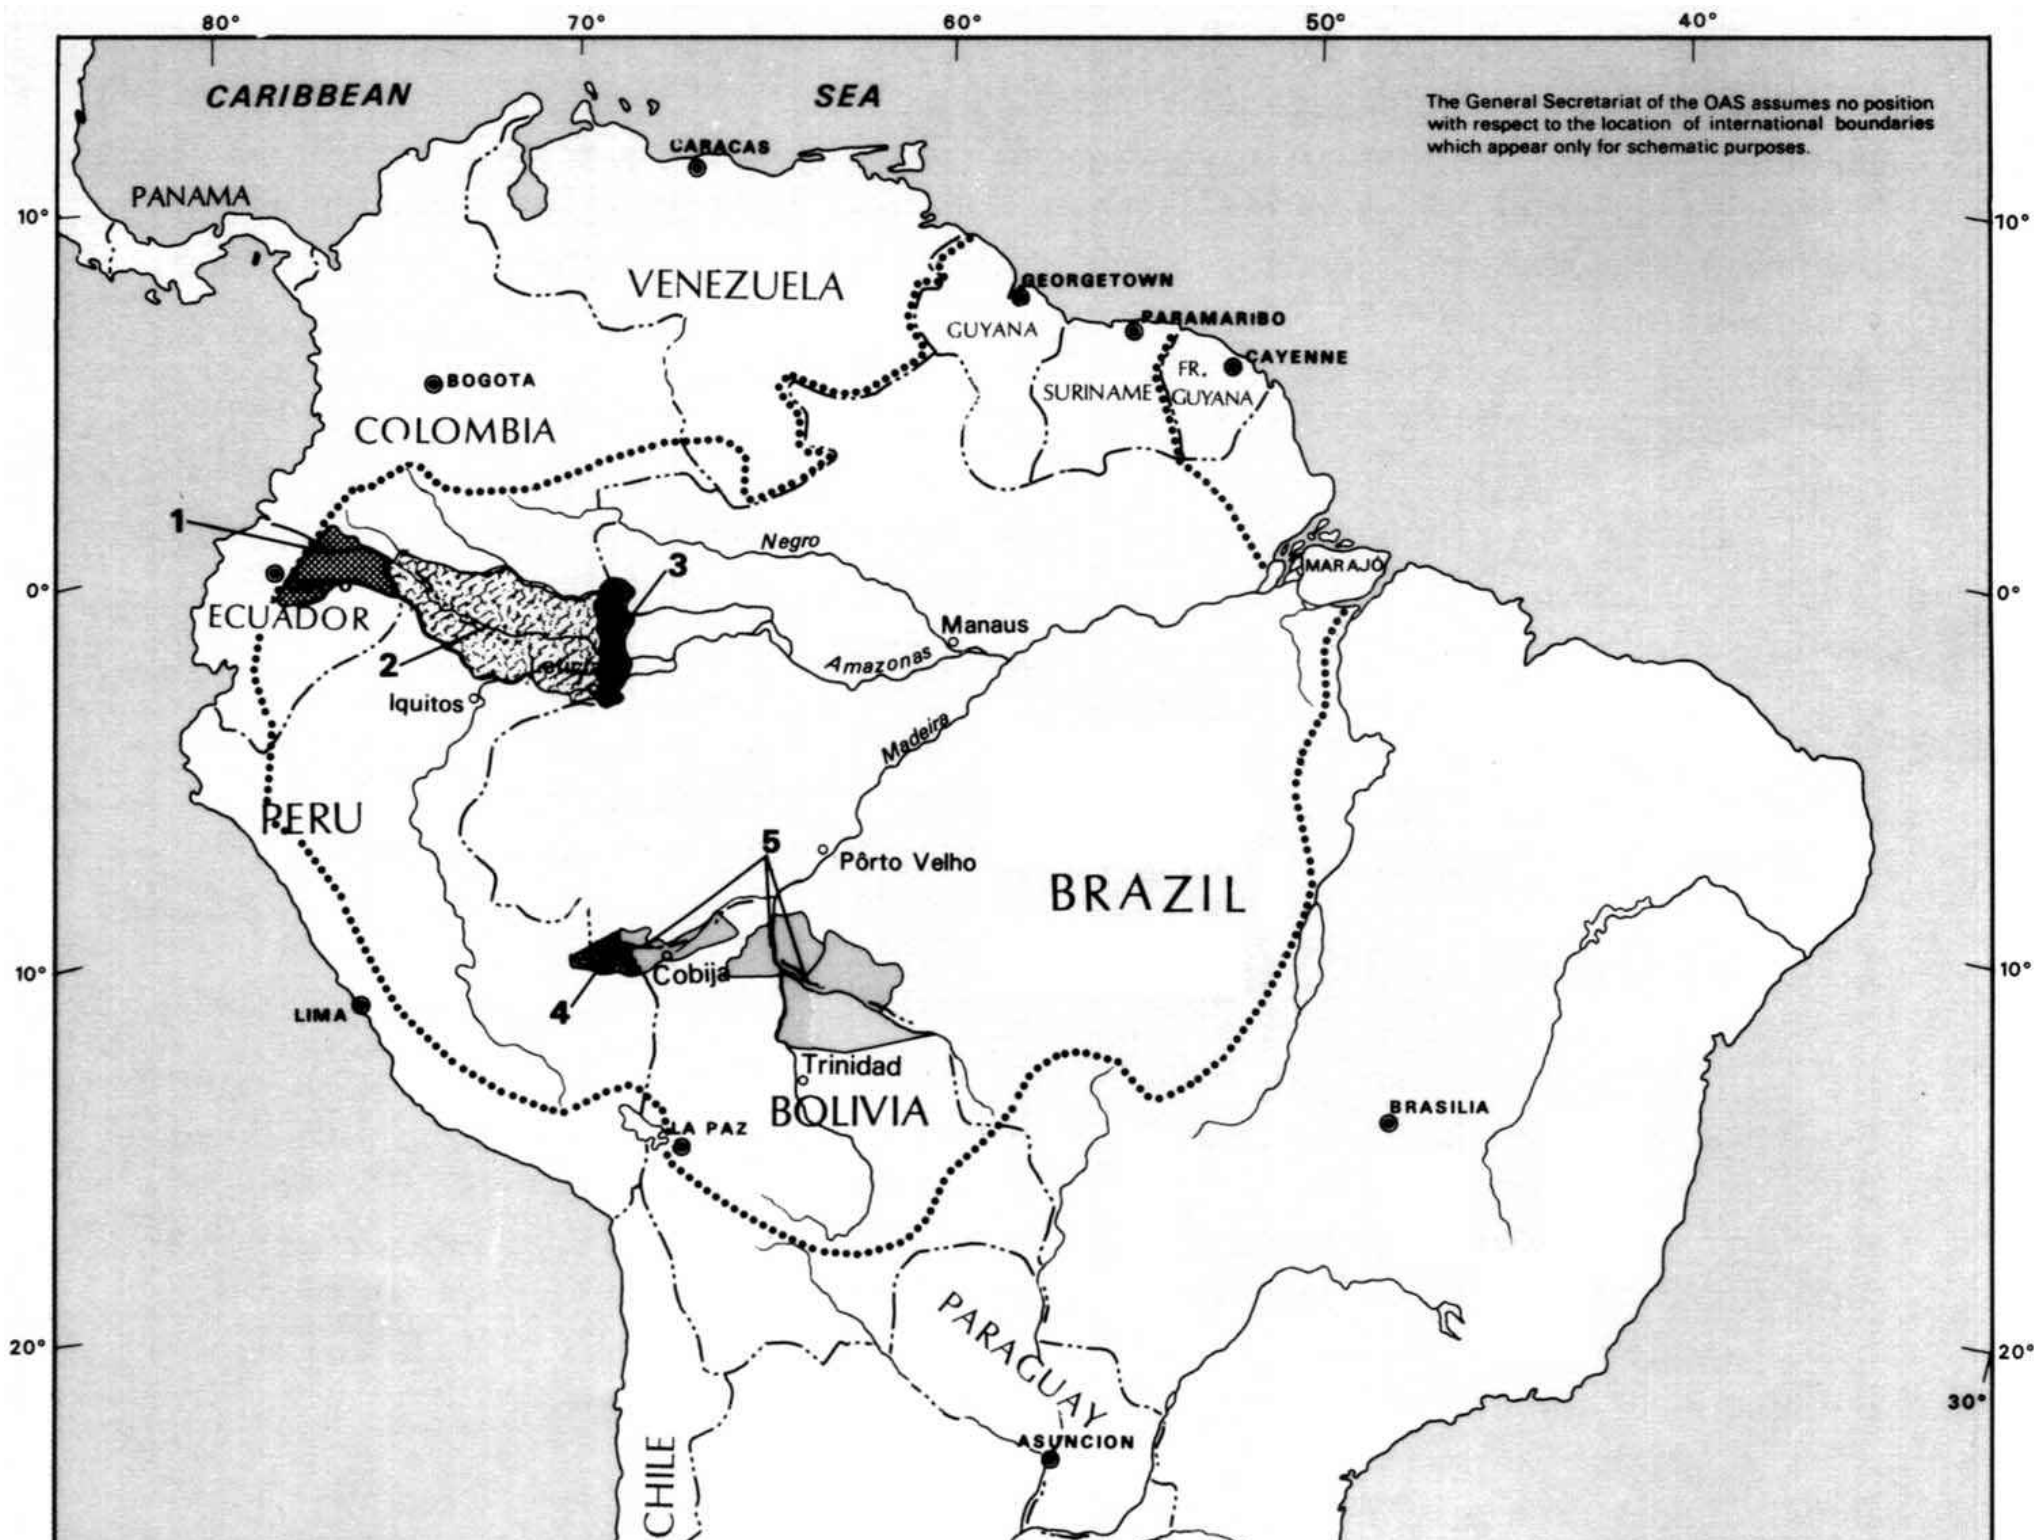 80° 70° 60° 50° 40°
CARIBBEAN SEA
The General Secretariat of the OAS assumes no position
with respect to the location of international boundaries
which appear only for schematic purposes.
CARACAS
PANAMA
10° 10°
VENEZUELA
GEORGETOWN
PARAMARIBO
GUYANA
CAYENNE
FR.
GUYANA
SURINAME
BOGOTA
COLOMBIA
1
Negro
3
MARAJÓ
0° 0°
ECUADOR
Manaus
2
Amazonas
Iquitos
Madeira
PERU
5
Pôrto Velho
BRAZIL
10° 10°
Cobija
4
LIMA
Trinidad
BOLIVIA
BRASILIA
LA PAZ
PARAGUAY
20° 20°
30°
ASUNCION
CHILE